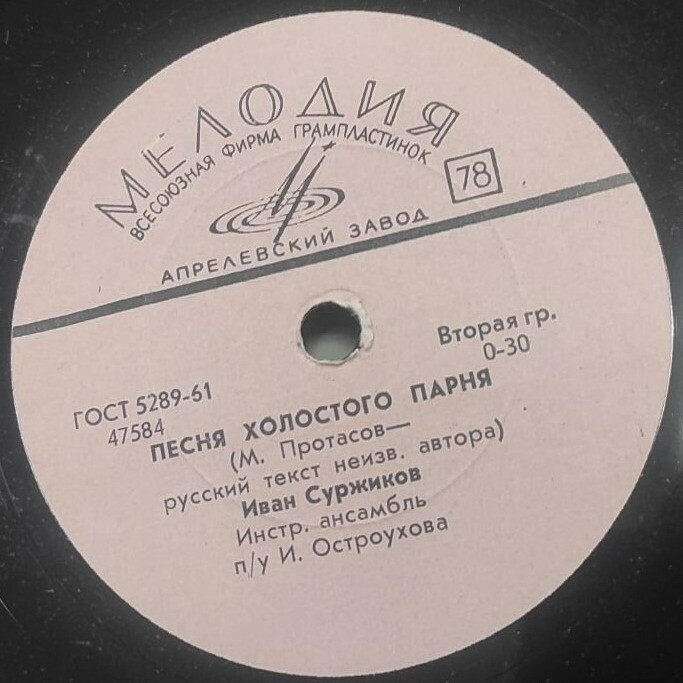 МЕЛОДИЯ
ВСЕСОЮЗНАЯ ФИРМА ГРАМПЛАСТИНОК
78
АПРЕЛЕВСКИЙ ЗАВОД
Вторая гр.
0-30
ГОСТ 5289-61
47584
ПЕСНЯ ХОЛОСТОГО ПАРНЯ
(М. Протасов—
русский текст неизв. автора)
Иван Суржиков
Инстр. ансамбль
п/у И. Остроухова